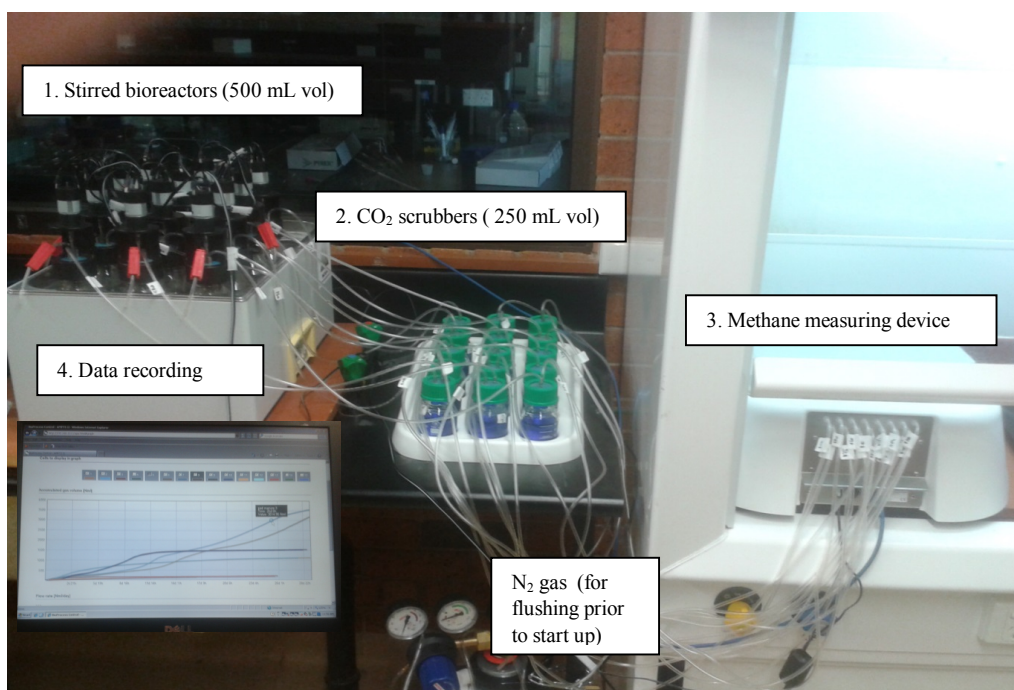 1. Stirred bioreactors (500 mL vol)
2. CO₂ scrubbers ( 250 mL vol)
3. Methane measuring device
4. Data recording
DELL
N₂ gas (for
flushing prior
to start up)